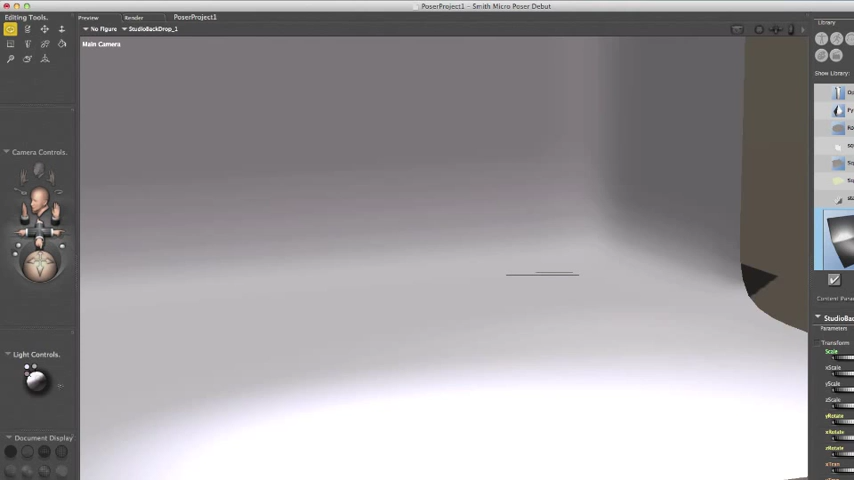 PoserProject1 - Smith Micro Poser Debut
Editing Tools.
Preview
Render
PoserProject1
Library
No Figure
StudioBackDrop_1
Main Camera
Show Library:
Camera Controls.
Light Controls.
Document Display
StudioBac
Parameters
Transform
Scale
xScale
yScale
zScale
yRotate
xRotate
zRotate
xTran